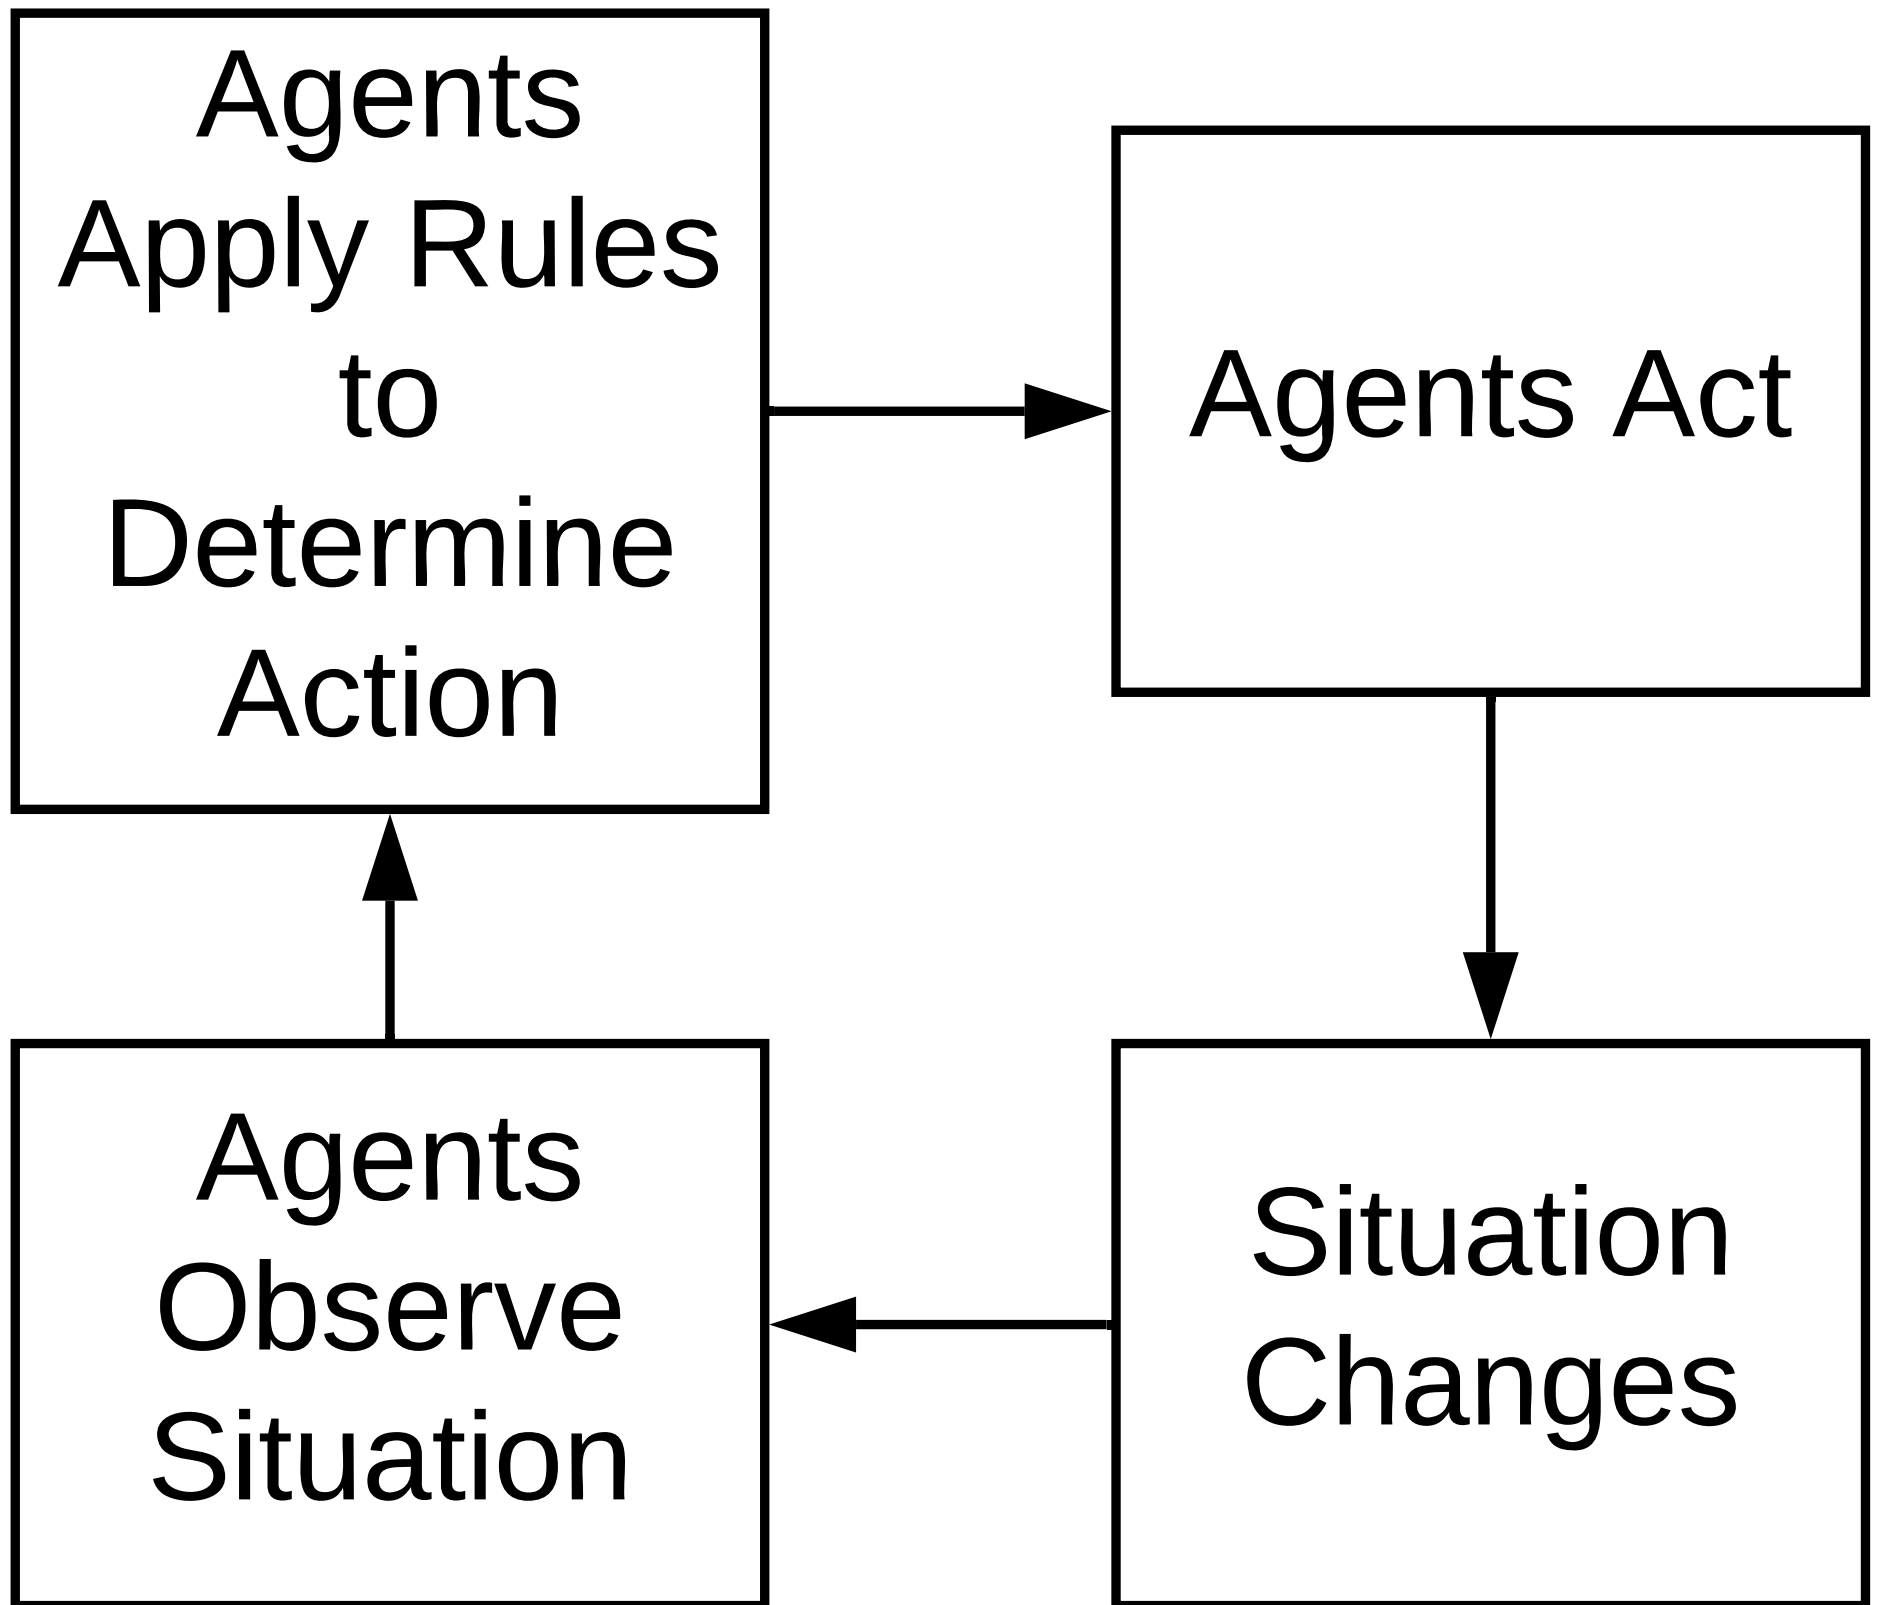 Agents
Apply Rules
to
Determine
Action
Agents Act
Agents
Observe
Situation
Situation
Changes